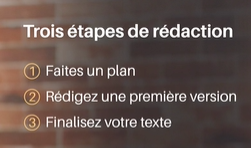 Trois étapes de rédaction
1 Faites un plan
2 Rédigez une première version
3 Finalisez votre texte